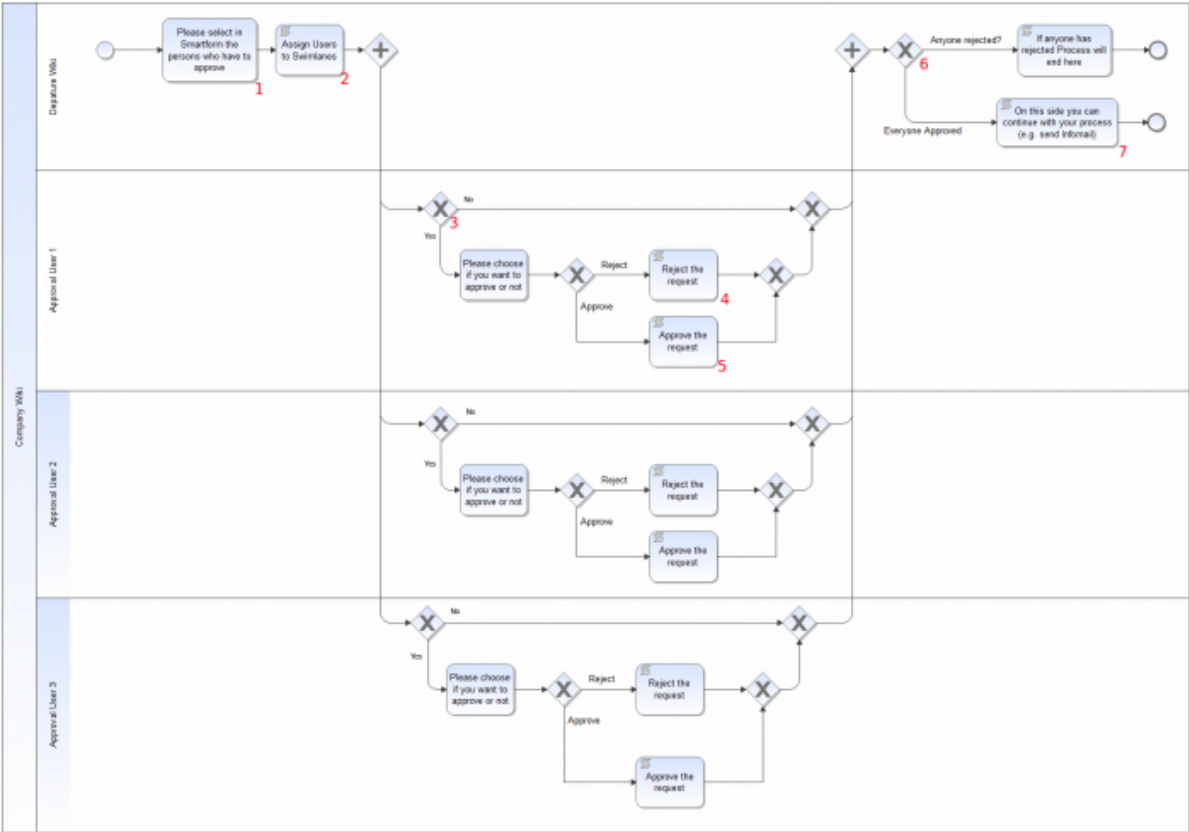 Company Wiki
Depature Wiki
Please select in
Smartform the
persons who have to
approve
1
Assign Users
to Swimlanes
2
Anyone rejected?
6
If anyone has
rejected Process will
end here
Everyone Approved
On this side you can
continue with your process
(e.g. send Infomail)
7
Approval User 1
No
3
Yes
Please choose
if you want to
approve or not
Reject
Reject the
request
4
Approve
Approve the
request
5
Approval User 2
No
Yes
Please choose
if you want to
approve or not
Reject
Reject the
request
Approve
Approve the
request
Approval User 3
No
Yes
Please choose
if you want to
approve or not
Reject
Reject the
request
Approve
Approve the
request